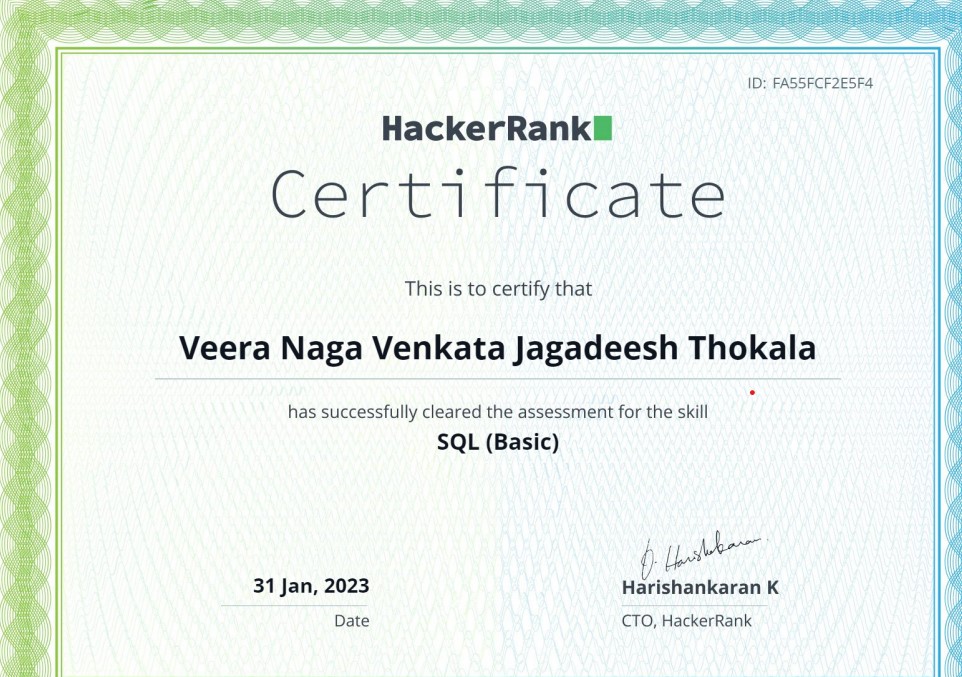 ID: FA55FCF2E5F4
HackerRank
Certificate
This is to certify that
Veera Naga Venkata Jagadeesh Thokala
has successfully cleared the assessment for the skill
SQL (Basic)
31 Jan, 2023
Date
Harishankaran K
CTO, HackerRank